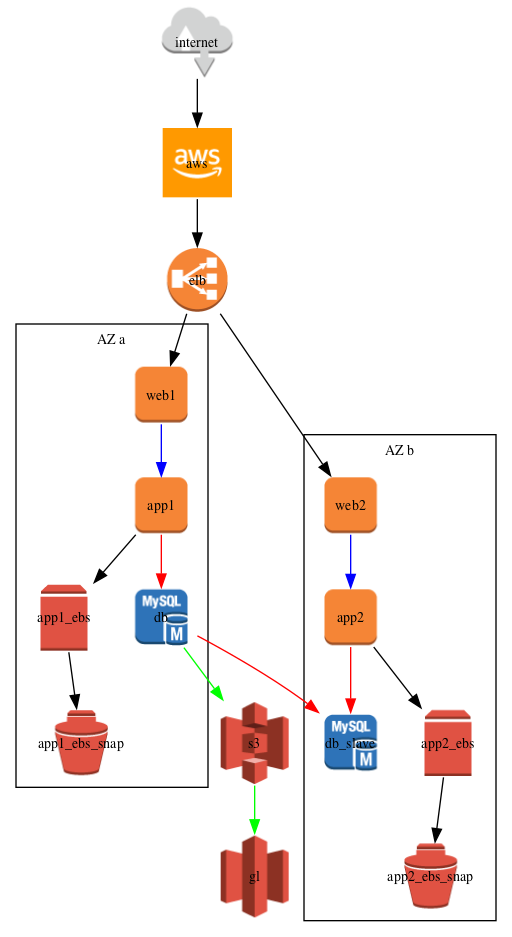 internet
aws
aws
elb
AZ a
web1
AZ b
app1
web2
app1_ebs
MySQL
db
M
app2
app1_ebs_snap
s3
MySQL
db_slave
M
app2_ebs
gl
app2_ebs_snap